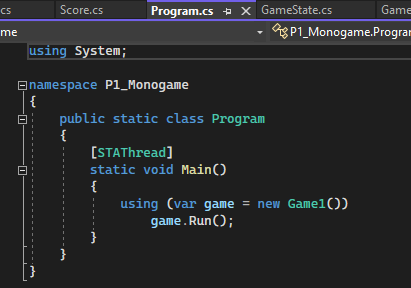 cs Score.cs Program.cs GameState.cs Game
me P1_Monogame.Program
using System;
namespace P1_Monogame
{
public static class Program
{
[STAThread]
static void Main()
{
using (var game = new Game1())
game.Run();
}
}
}